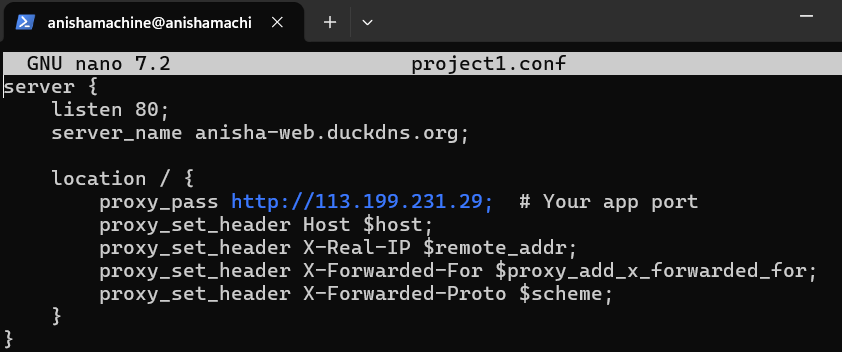 anishamachine@anishamachi
GNU nano 7.2 project1.conf
server {
    listen 80;
    server_name anisha-web.duckdns.org;

    location / {
        proxy_pass http://113.199.231.29;  # Your app port
        proxy_set_header Host $host;
        proxy_set_header X-Real-IP $remote_addr;
        proxy_set_header X-Forwarded-For $proxy_add_x_forwarded_for;
        proxy_set_header X-Forwarded-Proto $scheme;
    }
}